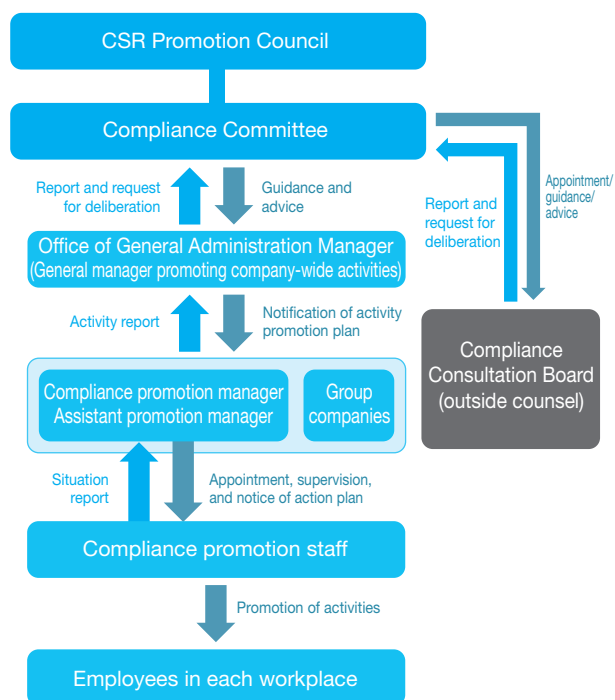 CSR Promotion Council
Compliance Committee
Report and request
for deliberation
Guidance and
advice
Report and
request for
deliberation
Appointment/
guidance/
advice
Office of General Administration Manager
(General manager promoting company-wide activities)
Activity report
Notification of activity
promotion plan
Compliance
Consultation Board
(outside counsel)
Compliance promotion manager
Assistant promotion manager
Group
companies
Situation
report
Appointment, supervision,
and notice of action plan
Compliance promotion staff
Promotion of activities
Employees in each workplace